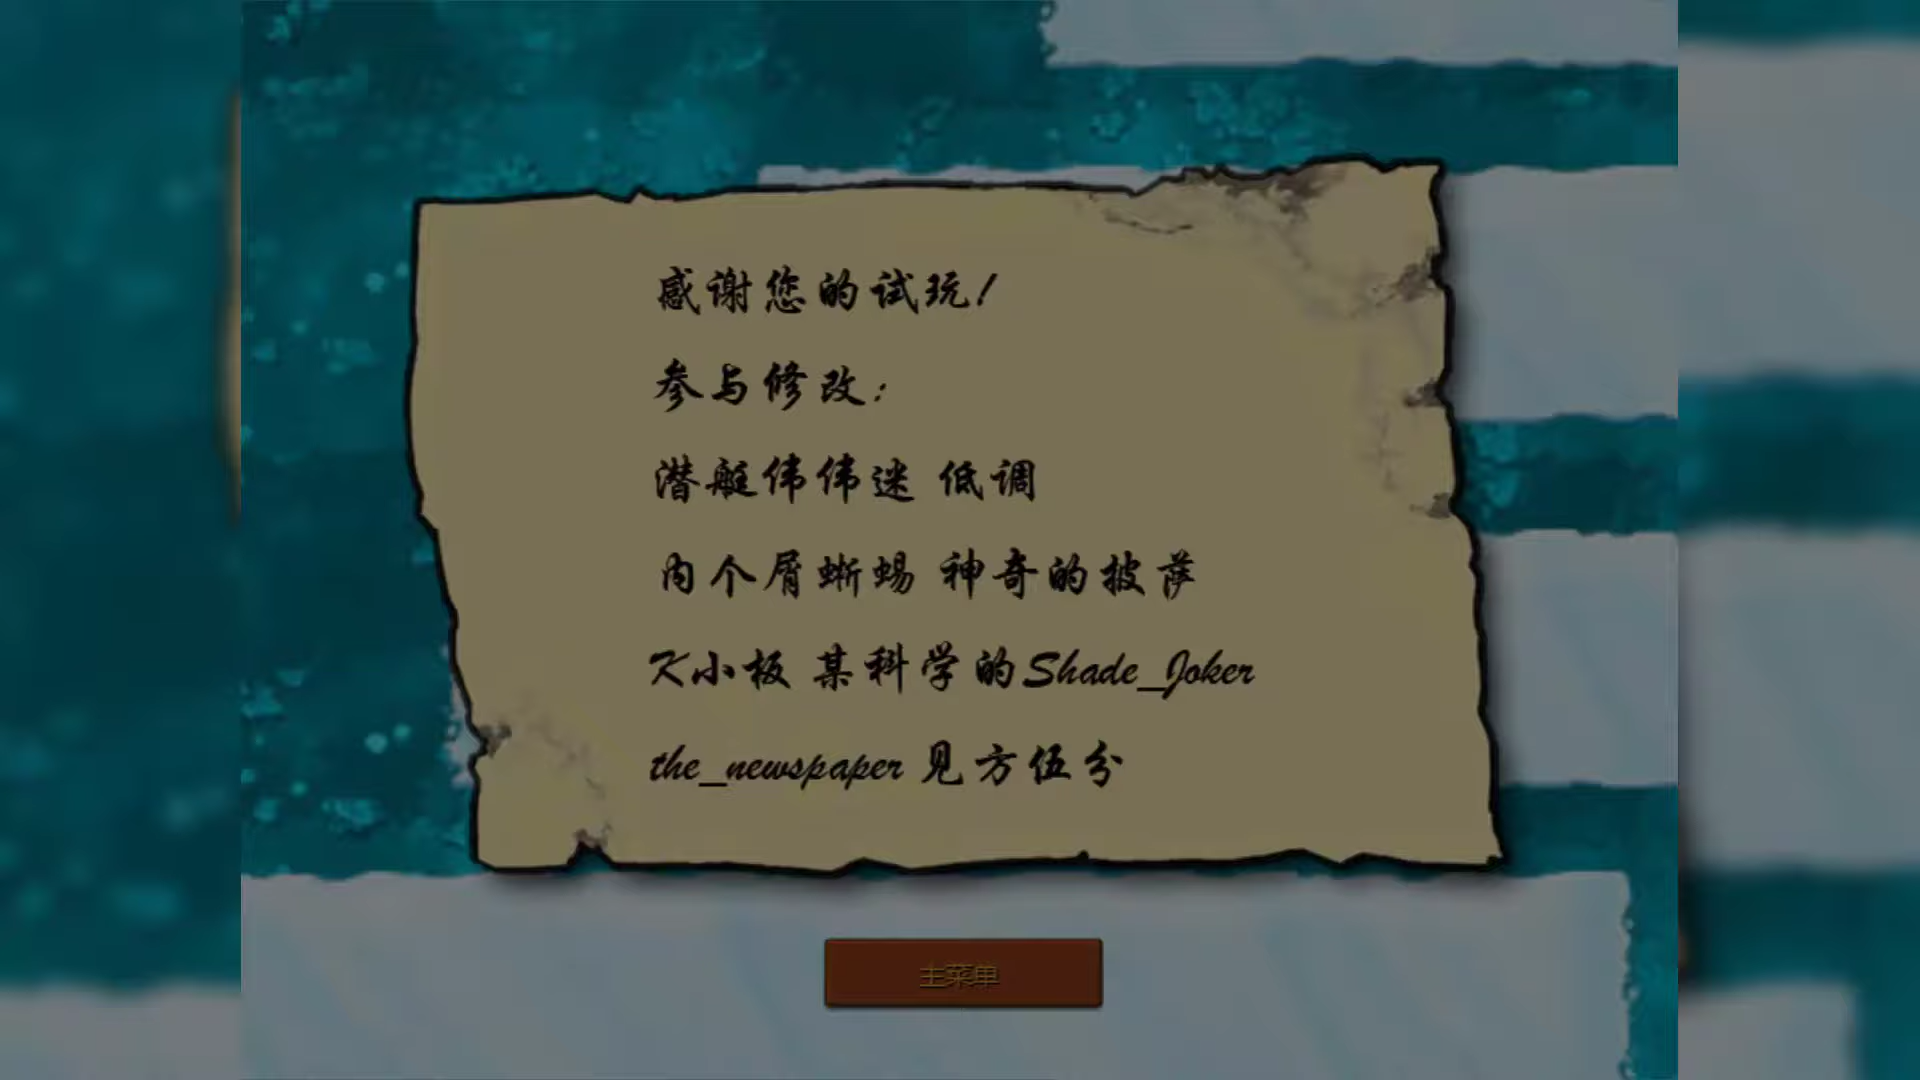 感谢您的试玩!
参与修改:
潜艇伟伟迷 低调
内个屑蜥蜴 神奇的披萨
K小板 某科学的Shade_Joker
the_newspaper 见方伍分
主菜单